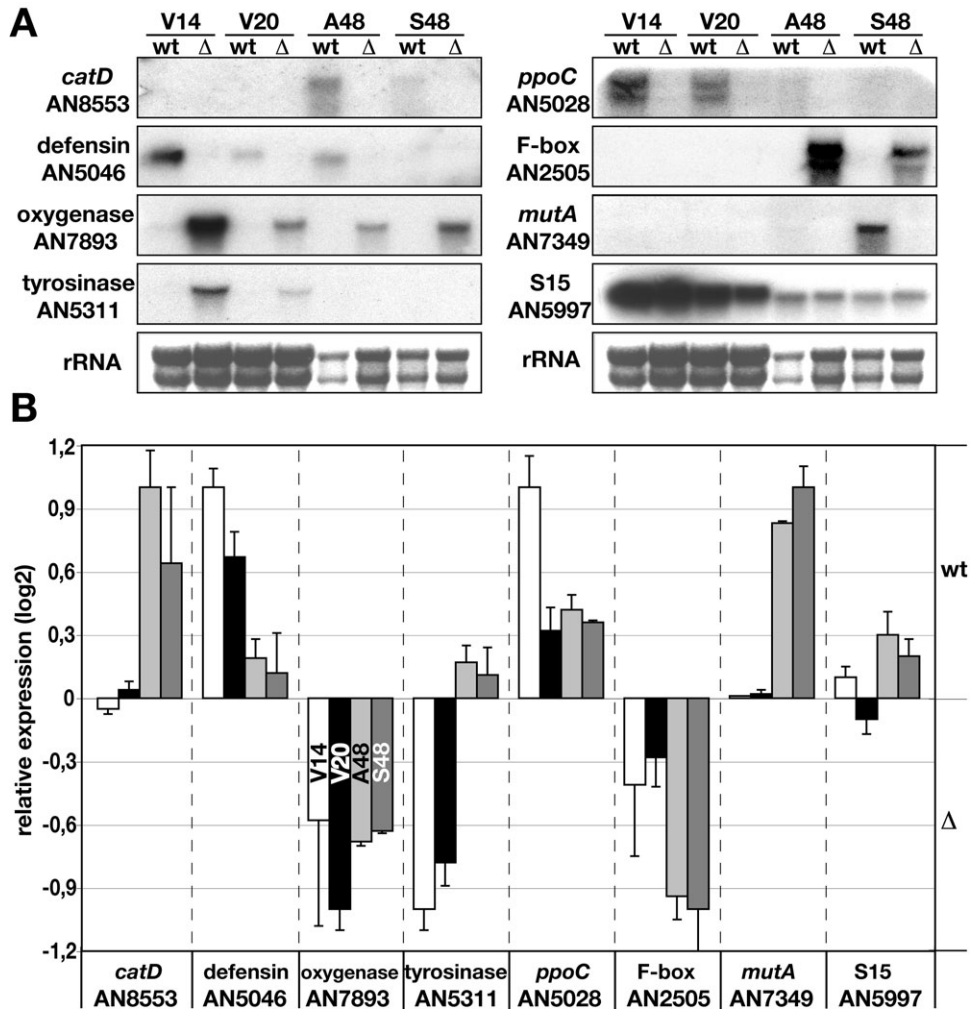 A
V14 V20 A48 S48
wt Δ wt Δ wt Δ wt Δ
catD
AN8553
defensin
AN5046
oxygenase
AN7893
tyrosinase
AN5311
rRNA
V14 V20 A48 S48
wt Δ wt Δ wt Δ wt Δ
ppoC
AN5028
F-box
AN2505
mutA
AN7349
S15
AN5997
rRNA
B
relative expression (log2)
1,2
0,9
0,6
0,3
0
-0,3
-0,6
-0,9
-1,2
wt
Δ
V14
V20
A48
S48
catD
AN8553
defensin
AN5046
oxygenase
AN7893
tyrosinase
AN5311
ppoC
AN5028
F-box
AN2505
mutA
AN7349
S15
AN5997